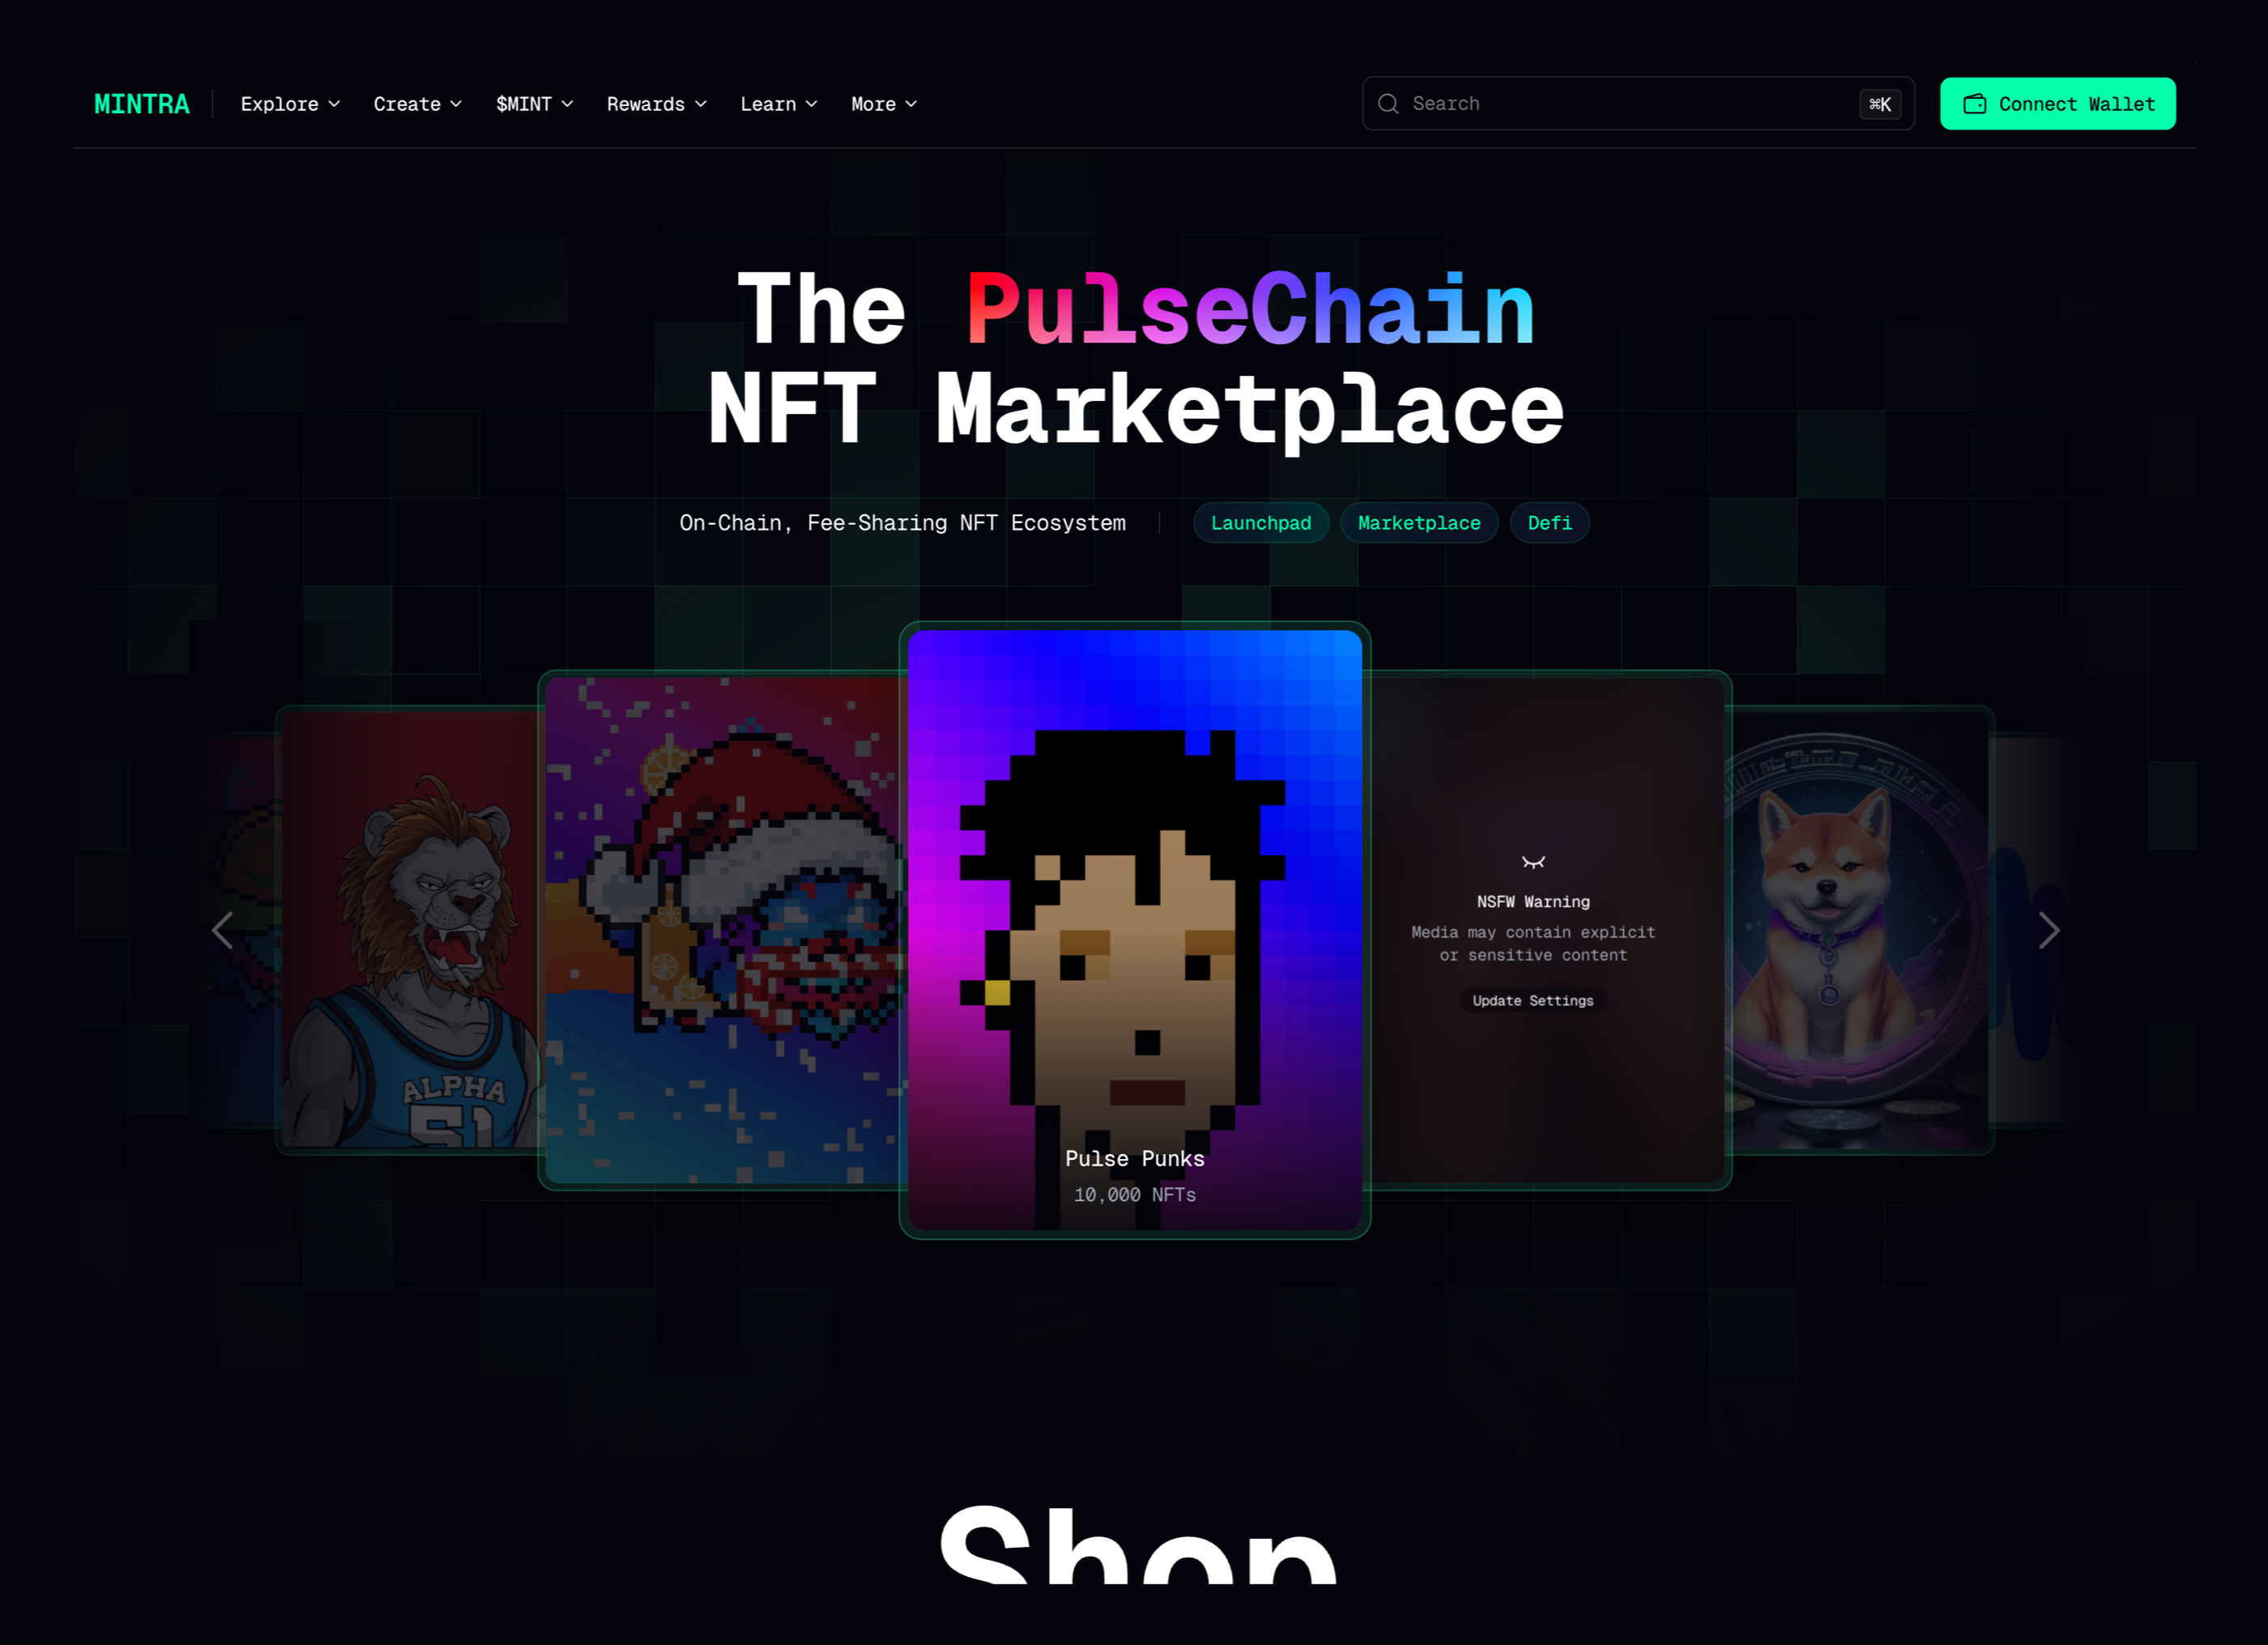 MINTRA
Explore
Create
$MINT
Rewards
Learn
More
Search
⌘K
Connect Wallet
The PulseChain
NFT Marketplace
On-Chain, Fee-Sharing NFT Ecosystem
Launchpad
Marketplace
Defi
ALPHA
51
Pulse Punks
10,000 NFTs
NSFW Warning
Media may contain explicit
or sensitive content
Update Settings
Shop